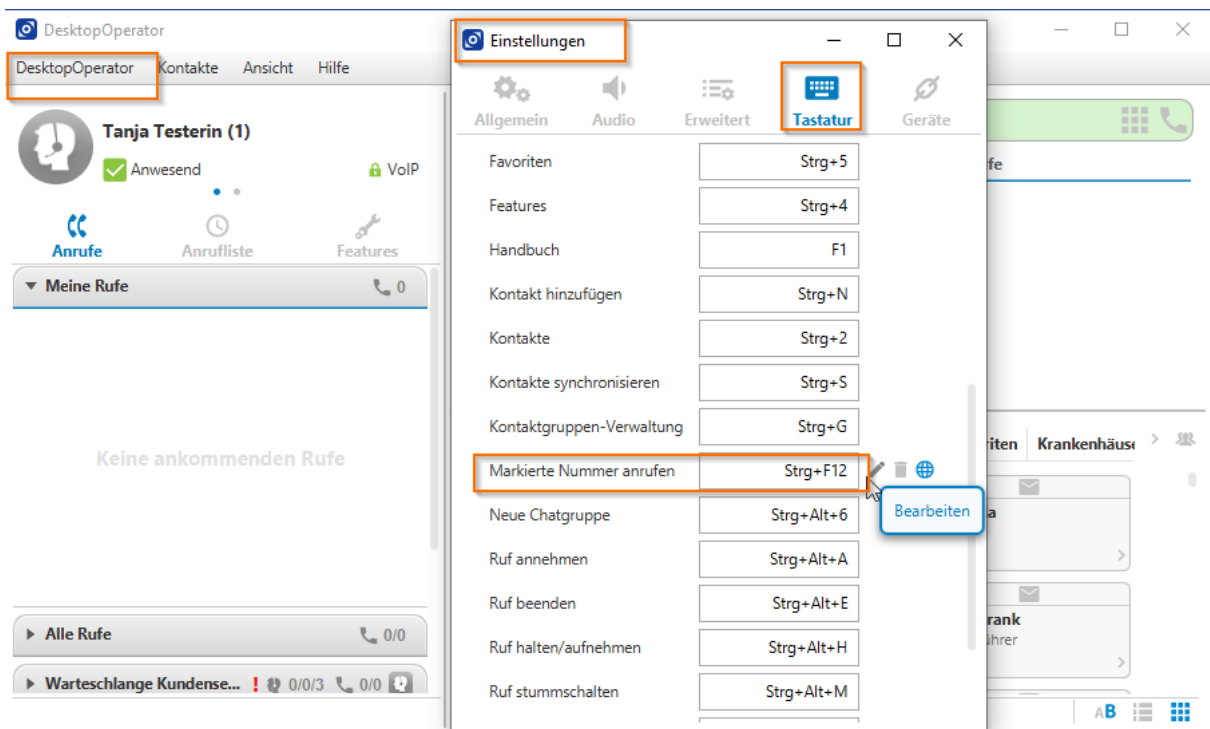 DesktopOperator
DesktopOperator Kontakte Ansicht Hilfe
Tanja Testerin (1)
Anwesend VoIP
Anrufe Anrufliste Features
Meine Rufe 0
Keine ankommenden Rufe
Alle Rufe 0/0
Warteschlange Kundense... ! 0/0/3 0/0
Einstellungen
Allgemein Audio Erweitert Tastatur Geräte
Favoriten Strg+5
Features Strg+4
Handbuch F1
Kontakt hinzufügen Strg+N
Kontakte Strg+2
Kontakte synchronisieren Strg+S
Kontaktgruppen-Verwaltung Strg+G
Markierte Nummer anrufen Strg+F12
Bearbeiten
Neue Chatgruppe Strg+Alt+6
Ruf annehmen Strg+Alt+A
Ruf beenden Strg+Alt+E
Ruf halten/aufnehmen Strg+Alt+H
Ruf stummschalten Strg+Alt+M
fe
riten Krankenhäuse
a
rank
ührer
AB